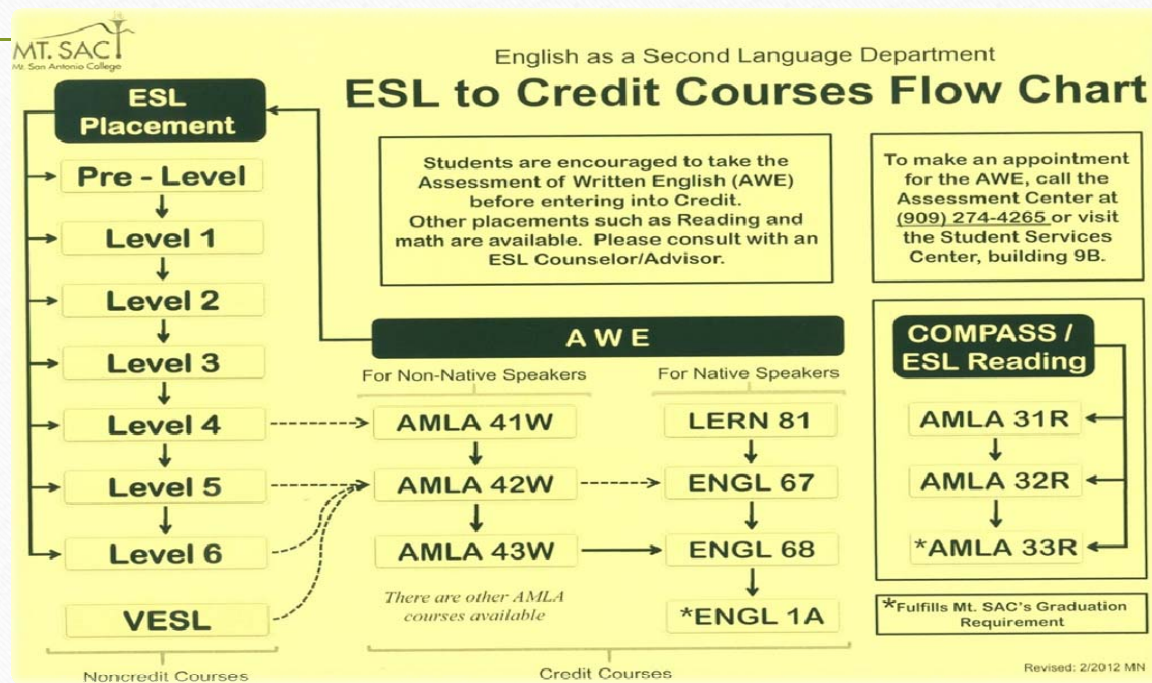 MT. SAC
Mt. San Antonio College
English as a Second Language Department
ESL to Credit Courses Flow Chart
ESL
Placement
Pre - Level
Level 1
Level 2
Level 3
Level 4
Level 5
Level 6
VESL
Noncredit Courses
Students are encouraged to take the
Assessment of Written English (AWE)
before entering into Credit.
Other placements such as Reading and
math are available. Please consult with an
ESL Counselor/Advisor.
To make an appointment
for the AWE, call the
Assessment Center at
(909) 274-4265 or visit
the Student Services
Center, building 9B.
AWE
For Non-Native Speakers
AMLA 41W
AMLA 42W
AMLA 43W
There are other AMLA
courses available
For Native Speakers
LERN 81
ENGL 67
ENGL 68
*ENGL 1A
Credit Courses
COMPASS /
ESL Reading
AMLA 31R
AMLA 32R
*AMLA 33R
*Fulfills Mt. SAC's Graduation
Requirement
Revised: 2/2012 MN